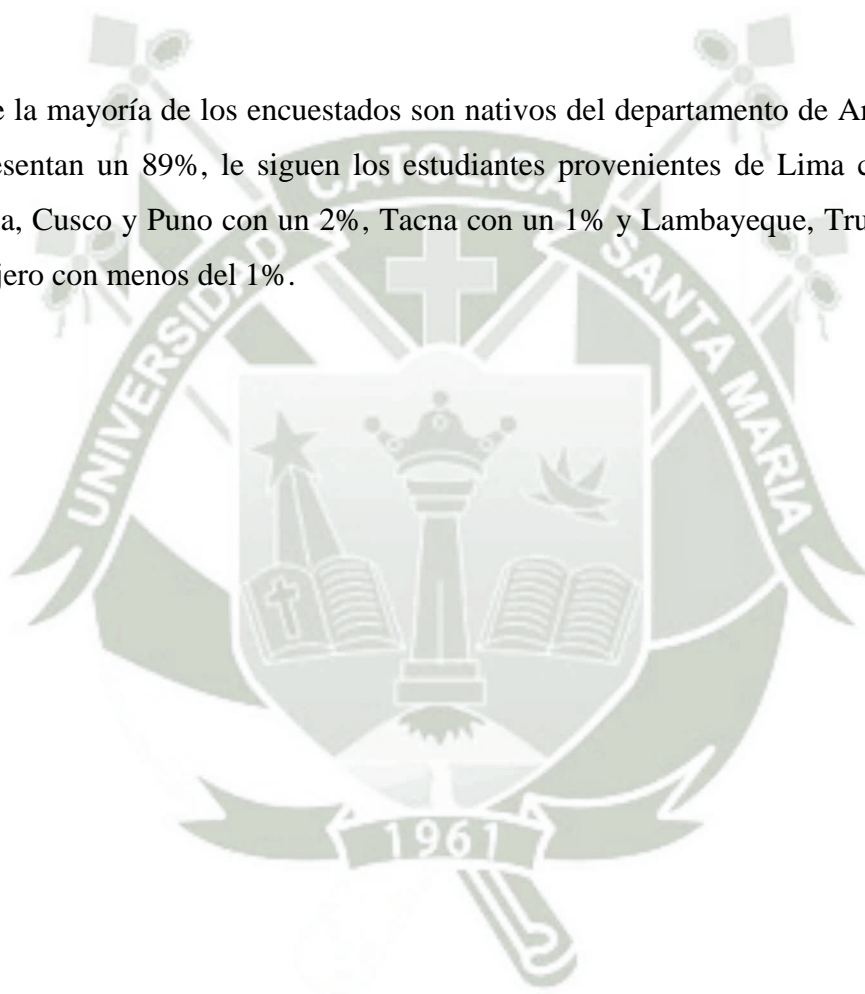 e la mayoría de los encuestados son nativos del departamento de Ar
esentan un 89%, le siguen los estudiantes provenientes de Lima c
a, Cusco y Puno con un 2%, Tacna con un 1% y Lambayeque, Tru
jero con menos del 1%.
UNIVERSIDAD CATOLICA SANTA MARIA
1961